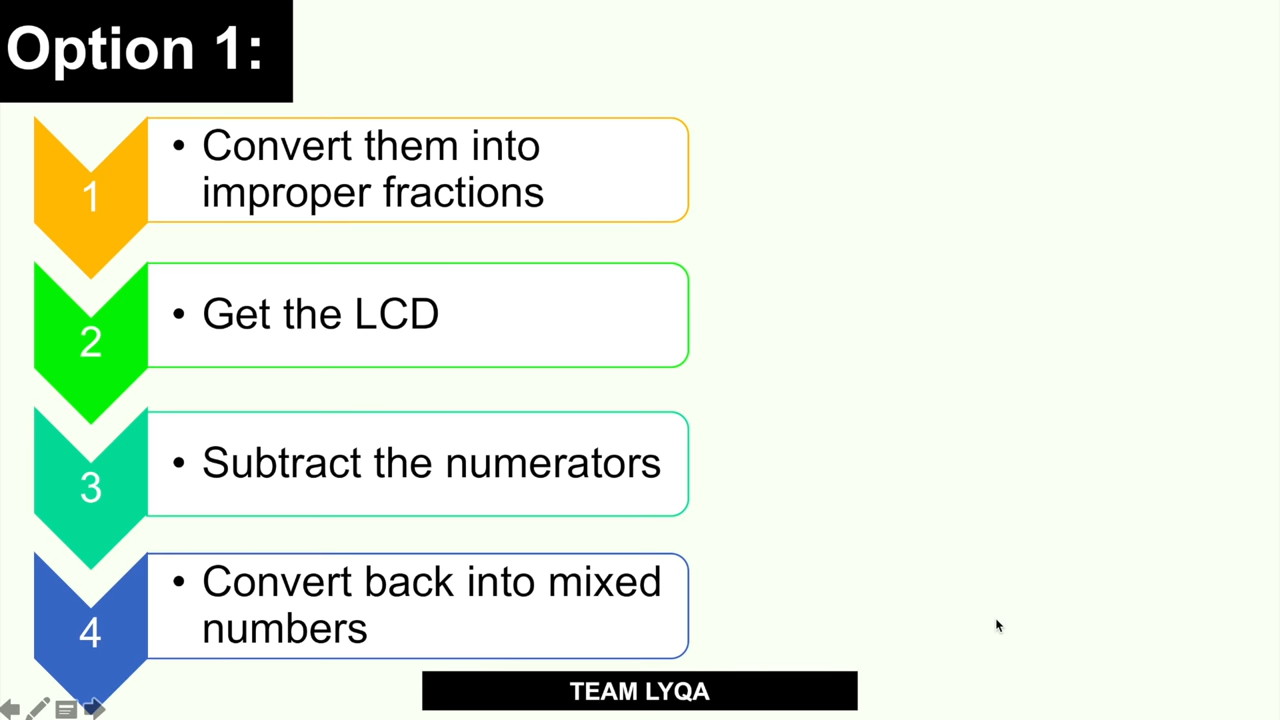 Option 1:
1
• Convert them into
improper fractions
2
• Get the LCD
3
• Subtract the numerators
4
• Convert back into mixed
numbers
TEAM LYQA